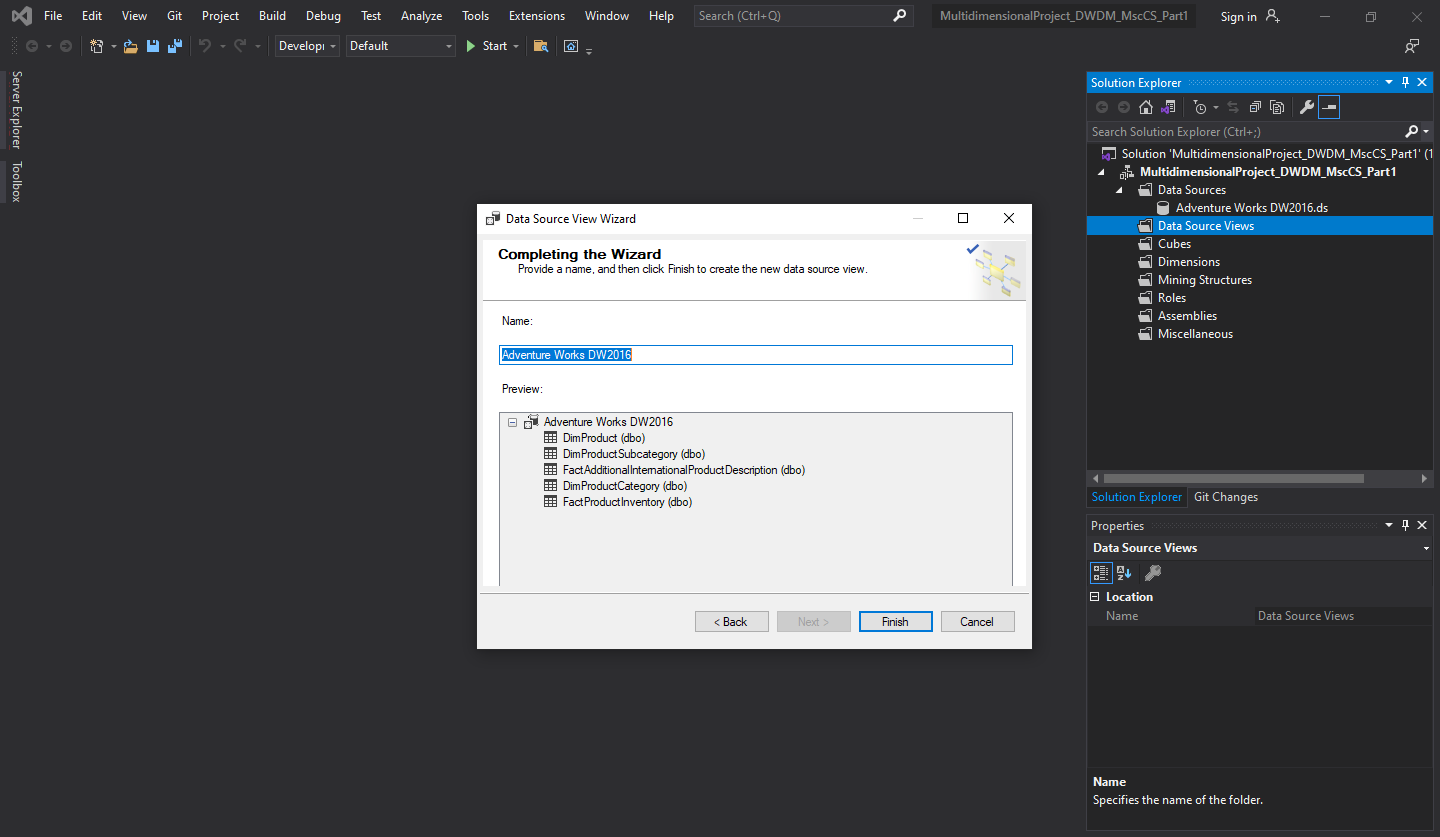 File Edit View Git Project Build Debug Test Analyze Tools Extensions Window Help Search (Ctrl+Q) MultidimensionalProject_DWDM_MscCS_Part1 Sign in
Developi Default Start
Server Explorer
Toolbox
Data Source View Wizard
Completing the Wizard
Provide a name, and then click Finish to create the new data source view.
Name:
Adventure Works DW2016
Preview:
Adventure Works DW2016
DimProduct (dbo)
DimProductSubcategory (dbo)
FactAdditionalInternationalProductDescription (dbo)
DimProductCategory (dbo)
FactProductInventory (dbo)
< Back Next > Finish Cancel
Solution Explorer
Search Solution Explorer (Ctrl+;)
Solution 'MultidimensionalProject_DWDM_MscCS_Part1' (1
MultidimensionalProject_DWDM_MscCS_Part1
Data Sources
Adventure Works DW2016.ds
Data Source Views
Cubes
Dimensions
Mining Structures
Roles
Assemblies
Miscellaneous
Solution Explorer Git Changes
Properties
Data Source Views
Location
Name Data Source Views
Name
Specifies the name of the folder.